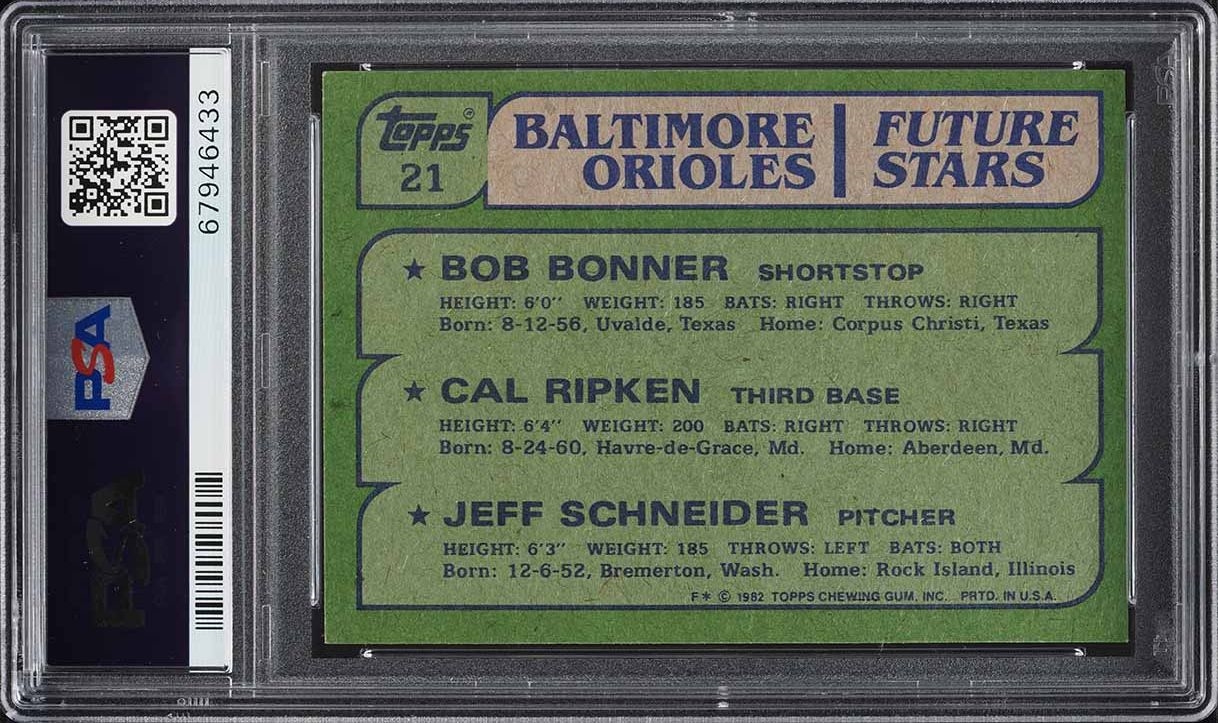 67946433
PSA
topps®
21
BALTIMORE ORIOLES | FUTURE STARS
★ BOB BONNER SHORTSTOP
HEIGHT: 6'0" WEIGHT: 185 BATS: RIGHT THROWS: RIGHT
Born: 8-12-56, Uvalde, Texas Home: Corpus Christi, Texas
★ CAL RIPKEN THIRD BASE
HEIGHT: 6'4" WEIGHT: 200 BATS: RIGHT THROWS: RIGHT
Born: 8-24-60, Havre-de-Grace, Md. Home: Aberdeen, Md.
★ JEFF SCHNEIDER PITCHER
HEIGHT: 6'3" WEIGHT: 185 THROWS: LEFT BATS: BOTH
Born: 12-6-52, Bremerton, Wash. Home: Rock Island, Illinois
F* © 1982 TOPPS CHEWING GUM, INC. PRTD. IN U.S.A.
PSA